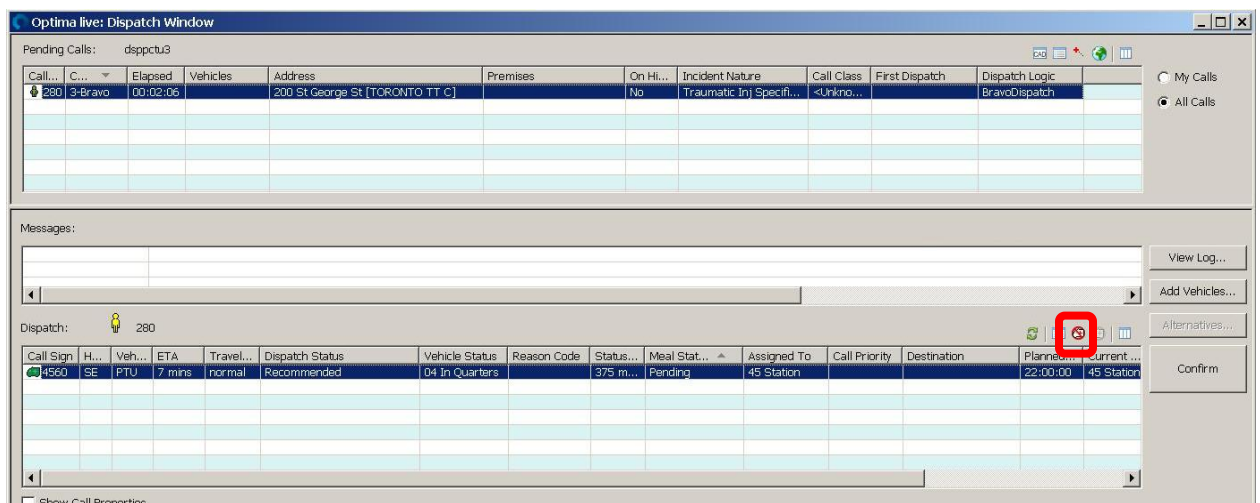 Optima live: Dispatch Window
Pending Calls: dsppctu3
CAD
Call... C... Elapsed Vehicles Address Premises On Hi... Incident Nature Call Class First Dispatch Dispatch Logic
280 3-Bravo 00:02:06 200 St George St [TORONTO TT C] No Traumatic Inj Specifi... <Unkno... BravoDispatch
My Calls
All Calls
Messages:
View Log...
Add Vehicles...
Dispatch: 280
Alternatives...
Call Sign H... Veh... ETA Travel... Dispatch Status Vehicle Status Reason Code Status... Meal Stat... Assigned To Call Priority Destination Planned... Current ...
4560 SE PTU 7 mins normal Recommended 04 In Quarters 375 m... Pending 45 Station 22:00:00 45 Station
Confirm
Show Call Properties